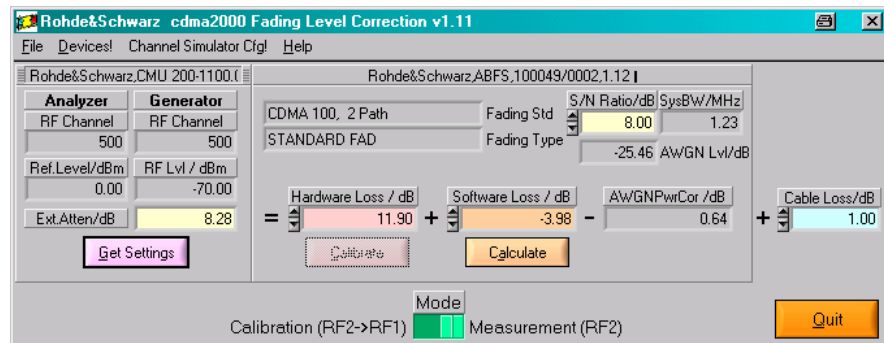 Rohde&Schwarz cdma2000 Fading Level Correction v1.11
File Devices! Channel Simulator Cfg! Help
Rohde&Schwarz,CMU 200-1100.(
Rohde&Schwarz,ABFS,100049/0002,1.12
Analyzer Generator
RF Channel RF Channel
500 500
Ref.Level/dBm RF Lvl / dBm
0.00 -70.00
Ext.Atten/dB 8.28
Get Settings
CDMA 100, 2 Path Fading Std
STANDARD FAD Fading Type
S/N Ratio/dB SysBW/MHz
8.00 1.23
-25.46 AWGN Lvl/dB
Hardware Loss / dB Software Loss / dB AWGNPwrCor /dB Cable Loss/dB
= 11.90 + -3.98 - 0.64 + 1.00
Calibrate Calculate
Mode
Calibration (RF2->RF1) Measurement (RF2)
Quit